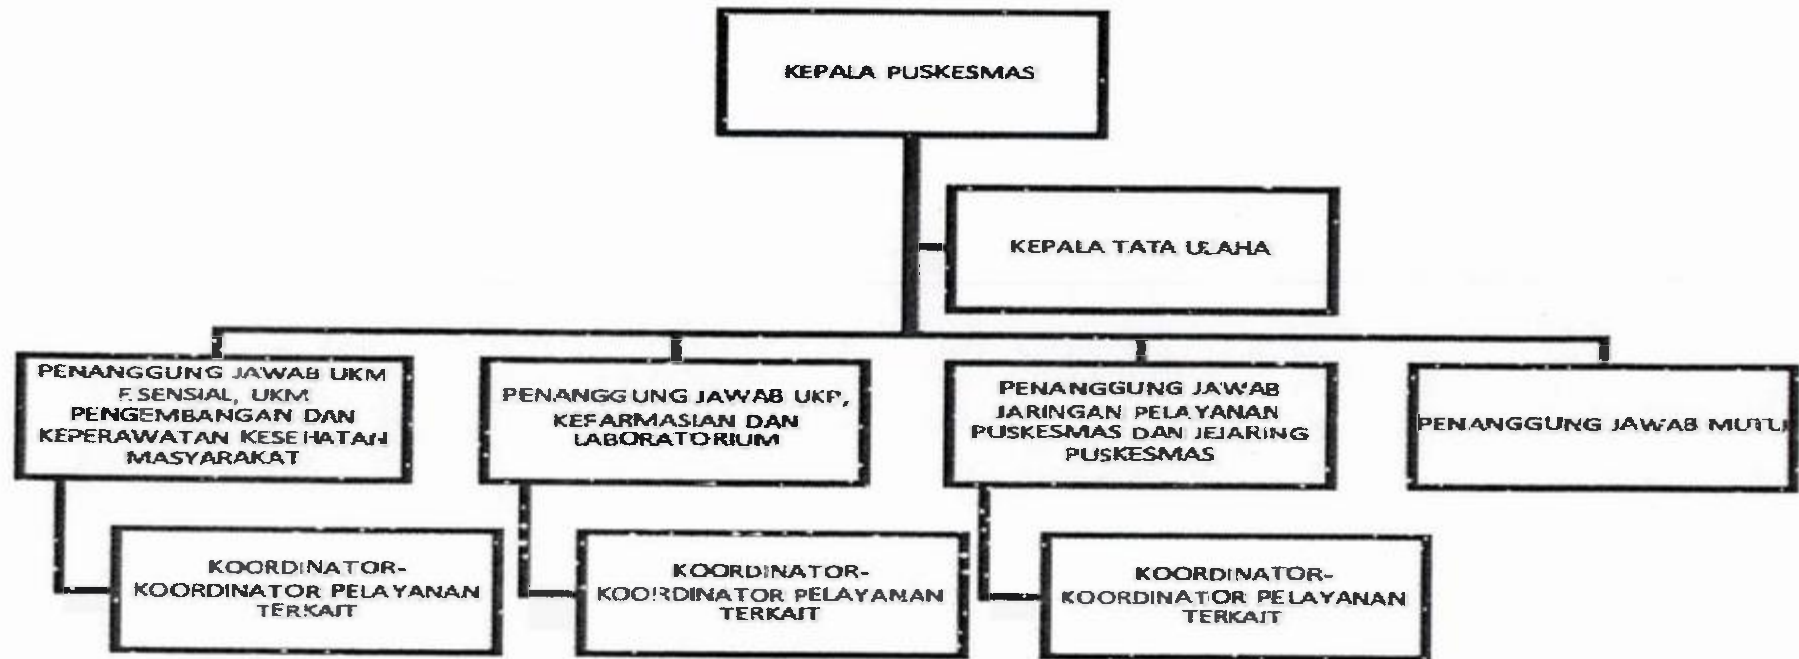 KEPALA PUSKESMAS
KEPALA TATA USAHA
PENANGGUNG JAWAB UKM
ESENSIAL, UKM
PENGEMBANGAN DAN
KEPERAWATAN KESEHATAN
MASYARAKAT
PENANGGUNG JAWAB UKP,
KEFARMASIAN DAN
LABORATORIUM
PENANGGUNG JAWAB
JARINGAN PELAYANAN
PUSKESMAS DAN JEJARING
PUSKESMAS
PENANGGUNG JAWAB MUTU
KOORDINATOR-
KOORDINATOR PELAYANAN
TERKAIT
KOORDINATOR-
KOORDINATOR PELAYANAN
TERKAIT
KOORDINATOR-
KOORDINATOR PELAYANAN
TERKAIT